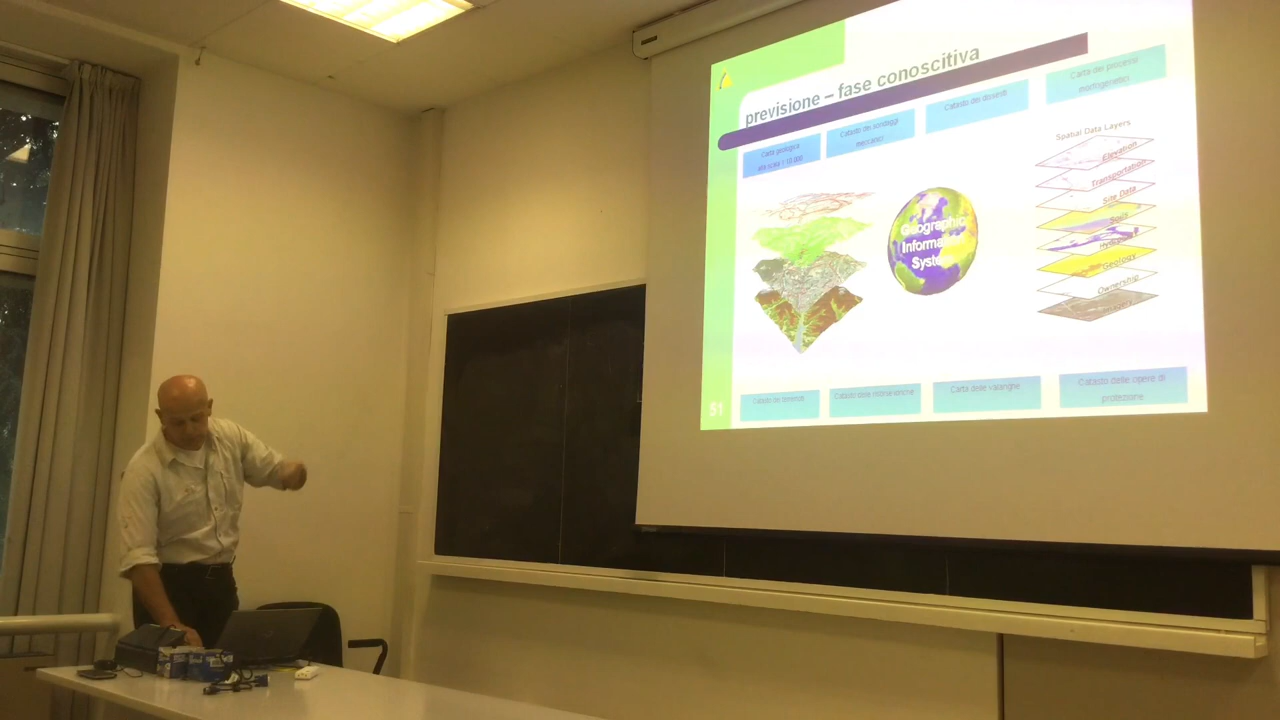 previsione – fase conoscitiva
Carta geologica
alla scala 1:10.000
Catasto dei sondaggi
meccanici
Catasto dei dissesti
Carta dei processi
morfogenetici
Spatial Data Layers
Elevation
Transportation
Site Data
Soils
Geology
Ownership
Geographic
Information
System
51
Catasto dei
Catasto delle
Carta delle valanghe
Catasto delle opere di
protezione